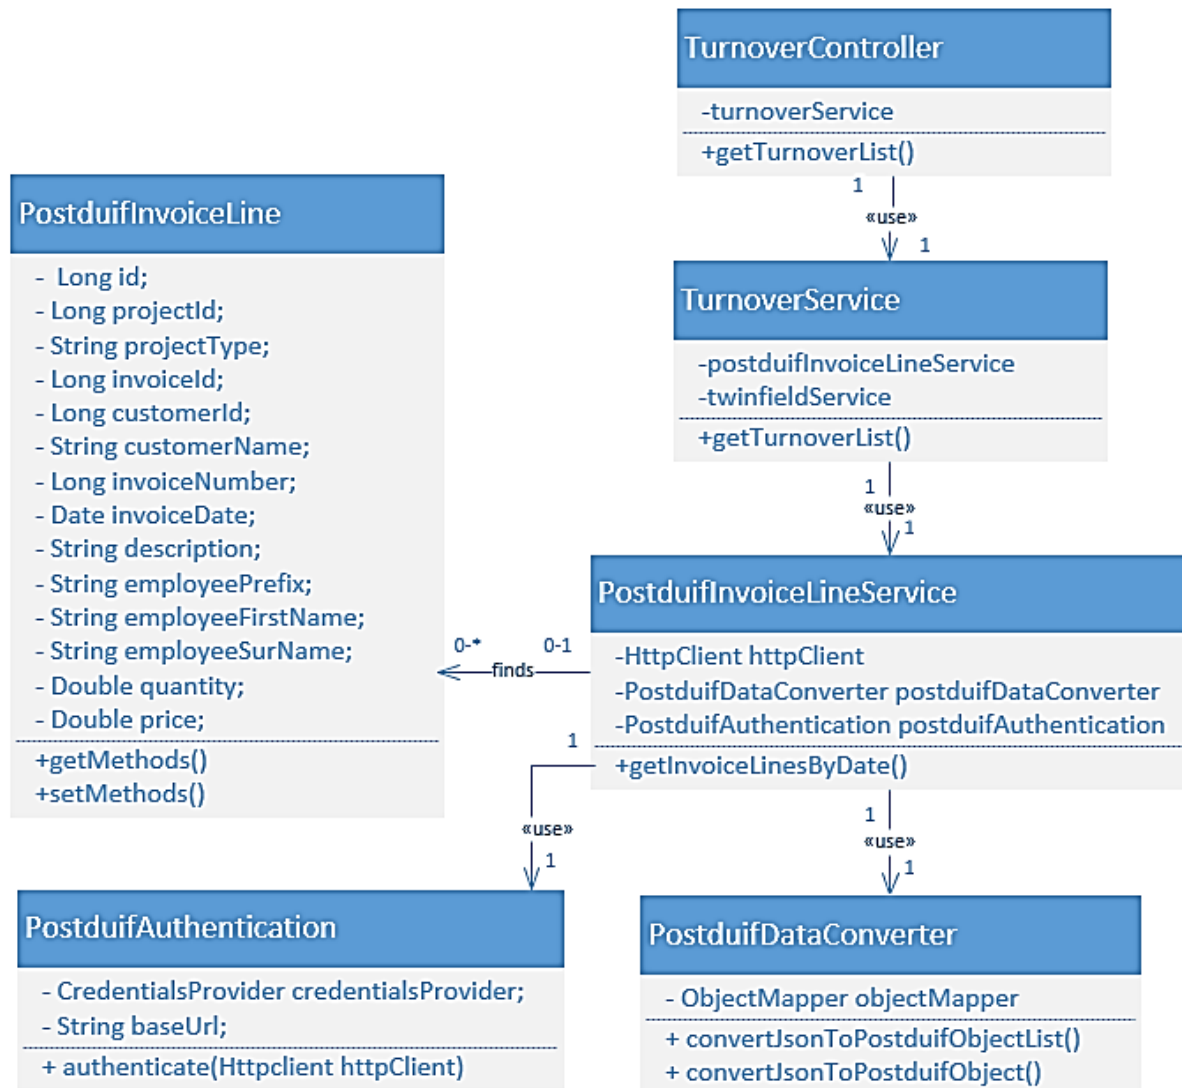 TurnoverController
-turnoverService
+getTurnoverList()
1
«use»
1
TurnoverService
-postduifInvoiceLineService
-twinfieldService
+getTurnoverList()
1
«use»
1
PostduifInvoiceLine
- Long id;
- Long projectId;
- String projectType;
- Long invoiceId;
- Long customerId;
- String customerName;
- Long invoiceNumber;
- Date invoiceDate;
- String description;
- String employeePrefix;
- String employeeFirstName;
- String employeeSurName;
- Double quantity;
- Double price;
+getMethods()
+setMethods()
0-*
finds
0-1
PostduifInvoiceLineService
-HttpClient httpClient
-PostduifDataConverter postduifDataConverter
-PostduifAuthentication postduifAuthentication
+getInvoiceLinesByDate()
1
«use»
1
1
«use»
1
PostduifAuthentication
- CredentialsProvider credentialsProvider;
- String baseUrl;
+ authenticate(Httpclient httpClient)
PostduifDataConverter
- ObjectMapper objectMapper
+ convertJsonToPostduifObjectList()
+ convertJsonToPostduifObject()